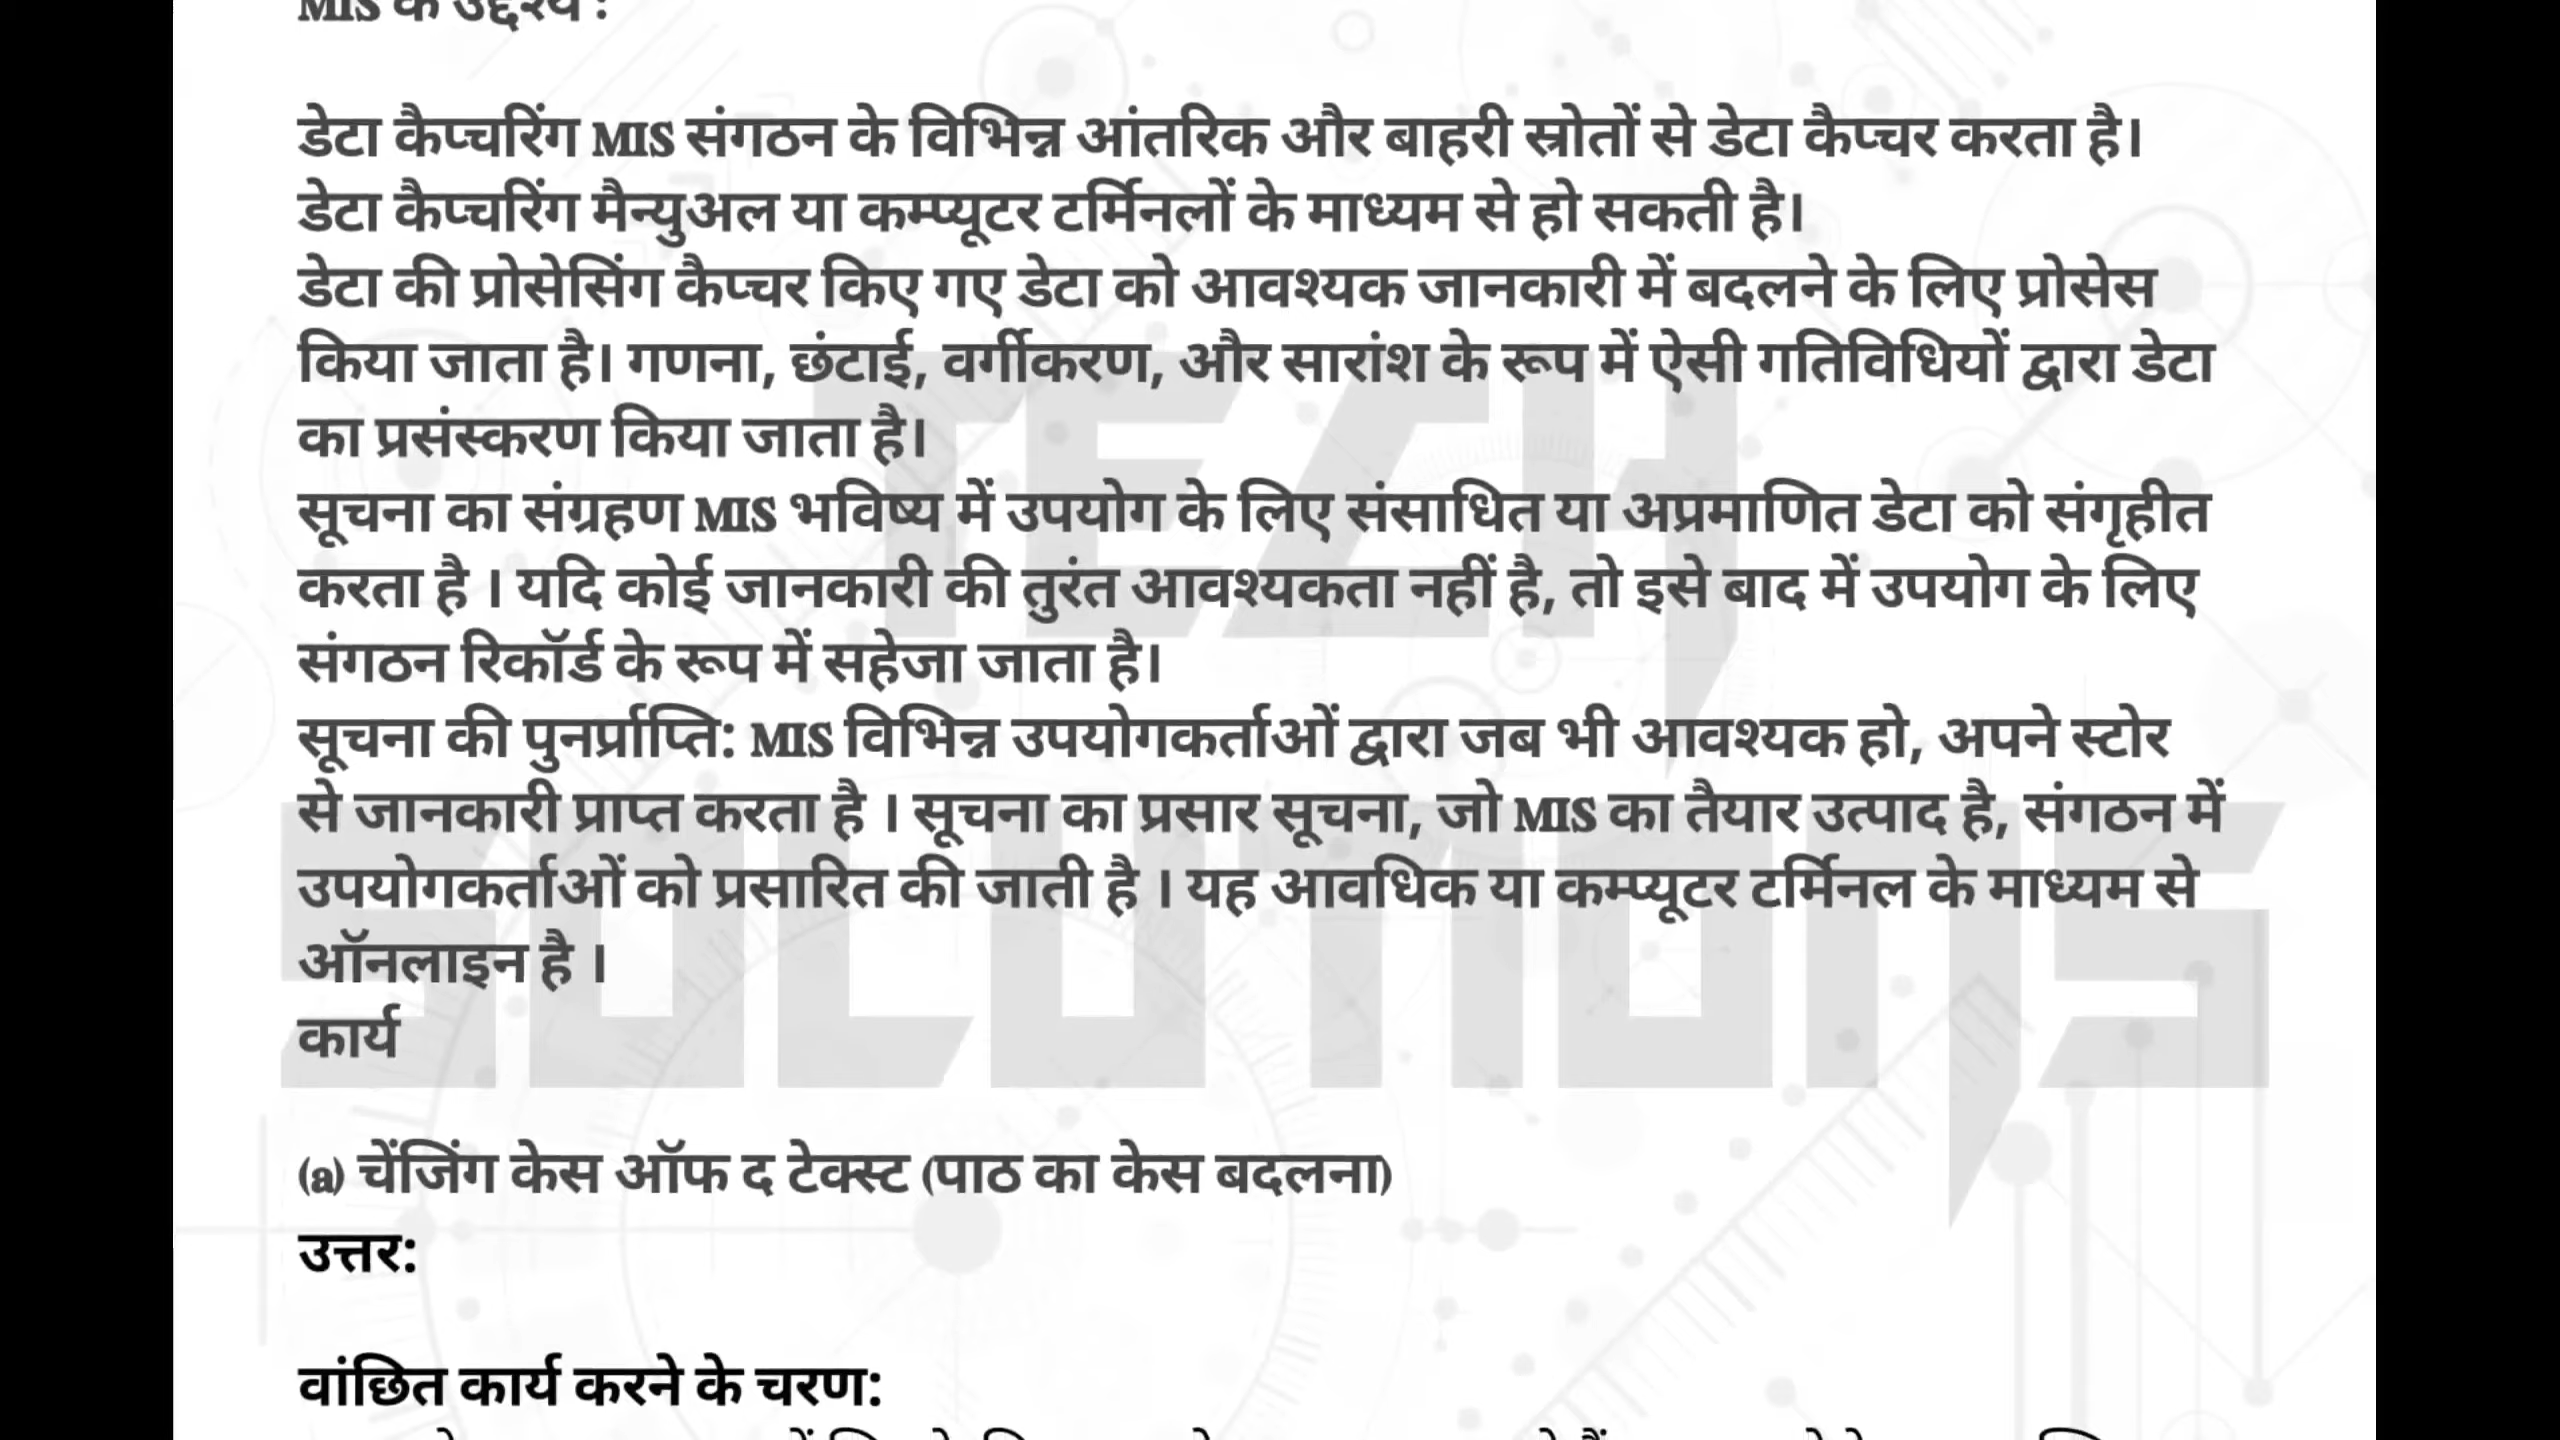 MIS के उद्देश्य :
डेटा कैप्चरिंग MIS संगठन के विभिन्न आंतरिक और बाहरी स्रोतों से डेटा कैप्चर करता है।
डेटा कैप्चरिंग मैन्युअल या कम्प्यूटर टर्मिनलों के माध्यम से हो सकती है।
डेटा की प्रोसेसिंग कैप्चर किए गए डेटा को आवश्यक जानकारी में बदलने के लिए प्रोसेस
किया जाता है। गणना, छंटाई, वर्गीकरण, और सारांश के रूप में ऐसी गतिविधियों द्वारा डेटा
का प्रसंस्करण किया जाता है।
सूचना का संग्रहण MIS भविष्य में उपयोग के लिए संसाधित या अप्रमाणित डेटा को संगृहीत
करता है । यदि कोई जानकारी की तुरंत आवश्यकता नहीं है, तो इसे बाद में उपयोग के लिए
संगठन रिकॉर्ड के रूप में सहेजा जाता है।
सूचना की पुनर्प्राप्ति: MIS विभिन्न उपयोगकर्ताओं द्वारा जब भी आवश्यक हो, अपने स्टोर
से जानकारी प्राप्त करता है । सूचना का प्रसार सूचना, जो MIS का तैयार उत्पाद है, संगठन में
उपयोगकर्ताओं को प्रसारित की जाती है । यह आवधिक या कम्प्यूटर टर्मिनल के माध्यम से
ऑनलाइन है ।
कार्य
(a) चेंजिंग केस ऑफ द टेक्स्ट (पाठ का केस बदलना)
उत्तर:
वांछित कार्य करने के चरण:
TECH
SOLUTIONS